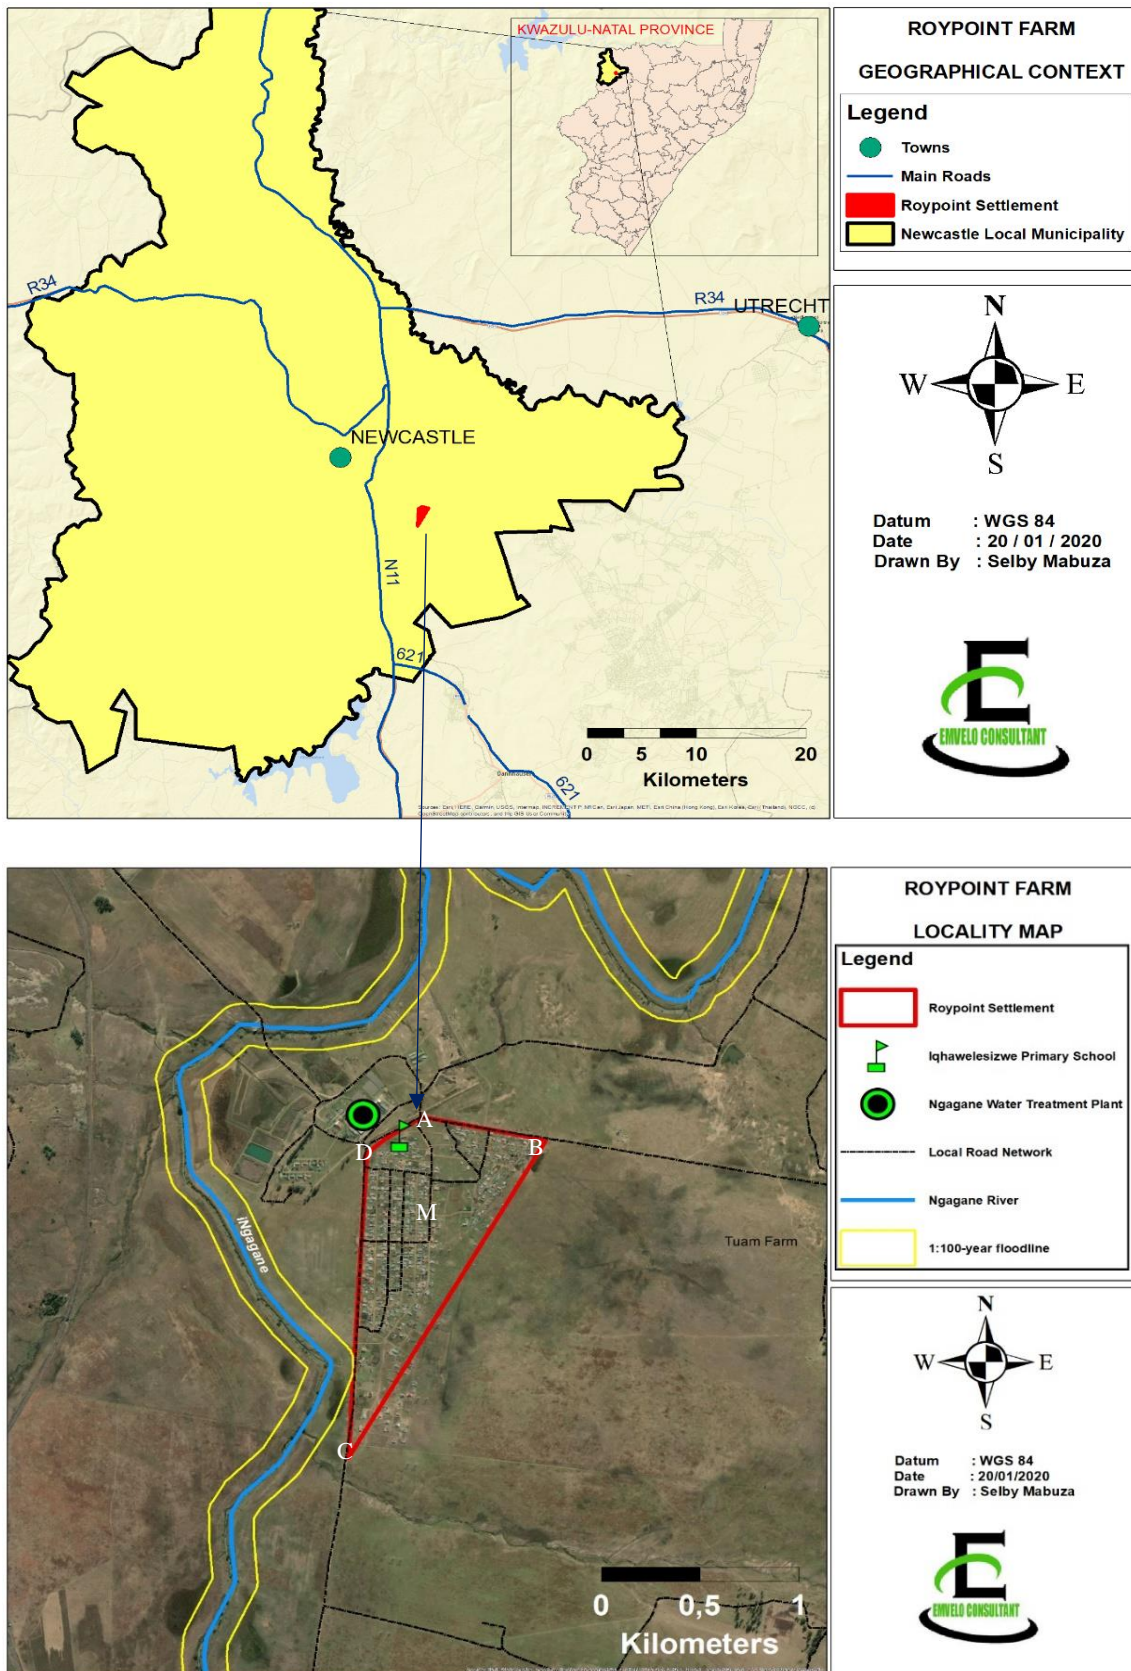 KWAZULU-NATAL PROVINCE
R34
R34
UTRECHT
NEWCASTLE
N11
621
621
Dannhauser
0 5 10 20
Kilometers
ROYPOINT FARM
GEOGRAPHICAL CONTEXT
Legend
Towns
Main Roads
Roypoint Settlement
Newcastle Local Municipality
N
W E
S
Datum : WGS 84
Date : 20 / 01 / 2020
Drawn By : Selby Mabuza
E
EMVELO CONSULTANT
A
B
D
M
iNgagane
Tuam Farm
C
0 0,5 1
Kilometers
ROYPOINT FARM
LOCALITY MAP
Legend
Roypoint Settlement
Iqhawelesizwe Primary School
Ngagane Water Treatment Plant
Local Road Network
Ngagane River
1:100-year floodline
N
W E
S
Datum : WGS 84
Date : 20/01/2020
Drawn By : Selby Mabuza
E
EMVELO CONSULTANT